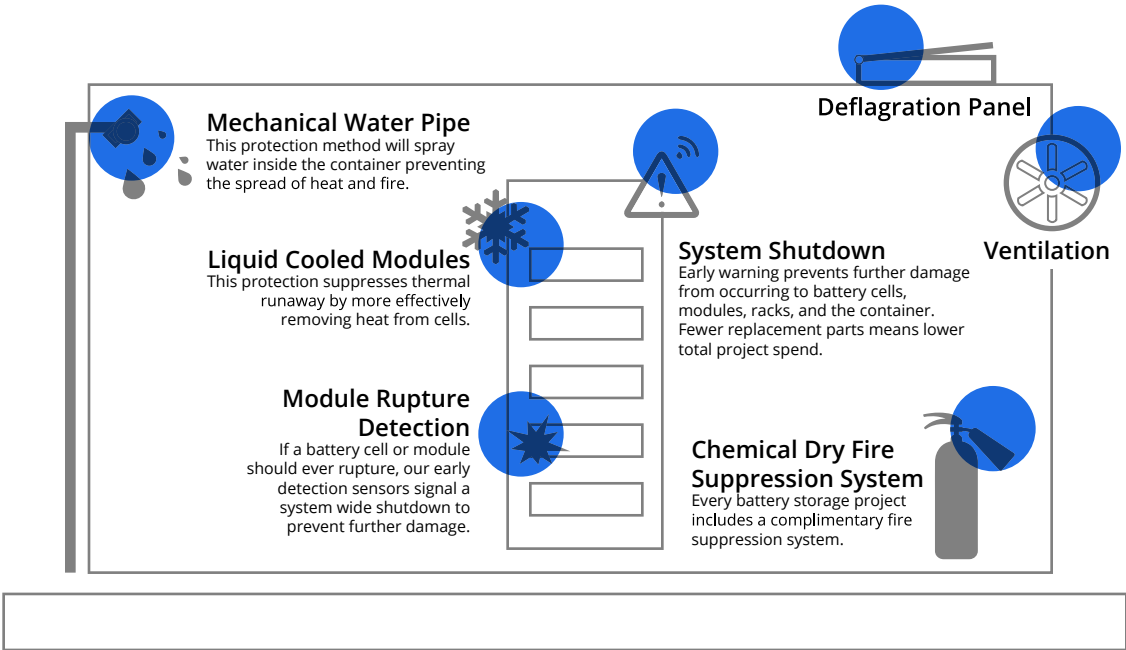 Deflagration Panel
Mechanical Water Pipe
This protection method will spray
water inside the container preventing
the spread of heat and fire.
Ventilation
Liquid Cooled Modules
This protection suppresses thermal
runaway by more effectively
removing heat from cells.
System Shutdown
Early warning prevents further damage
from occurring to battery cells,
modules, racks, and the container.
Fewer replacement parts means lower
total project spend.
Module Rupture
Detection
If a battery cell or module
should ever rupture, our early
detection sensors signal a
system wide shutdown to
prevent further damage.
Chemical Dry Fire
Suppression System
Every battery storage project
includes a complimentary fire
suppression system.